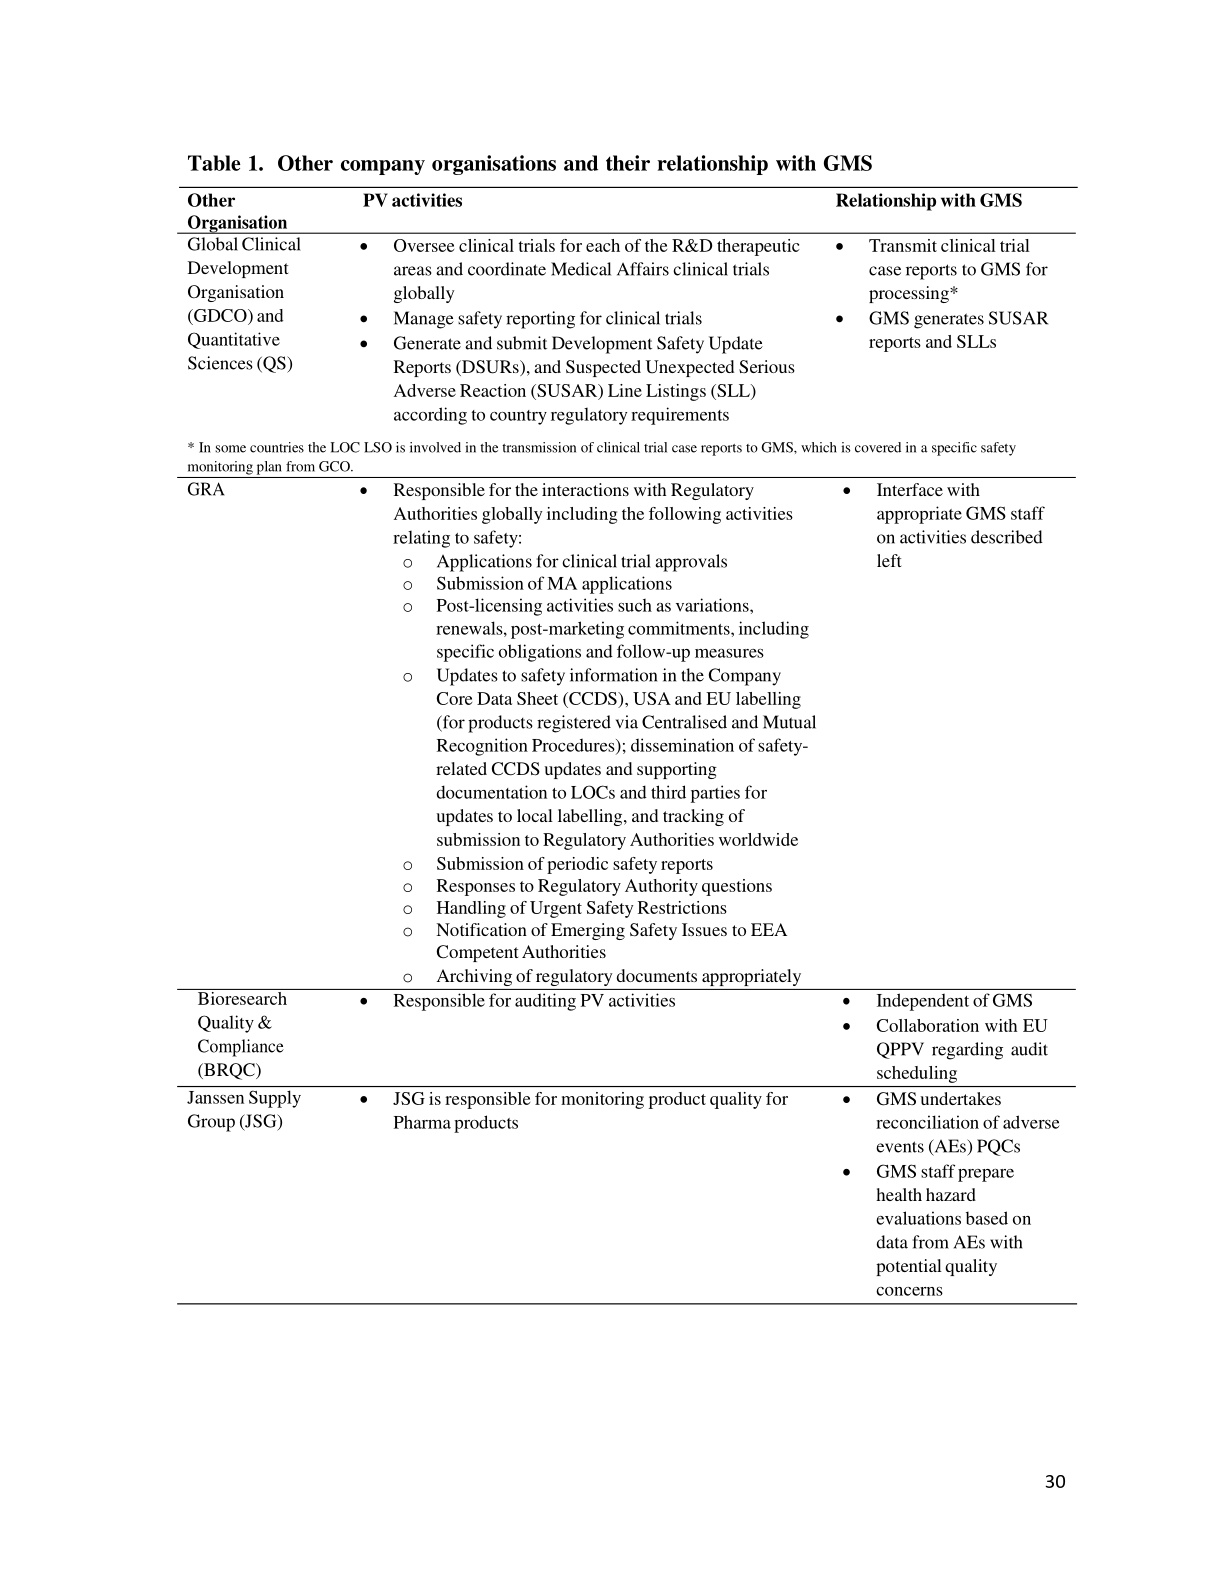 Table 1. Other company organisations and their relationship with GMS
Other
Organisation
PV activities
Relationship with GMS
Global Clinical
Development
Organisation
(GDCO) and
Quantitative
Sciences (QS)
• Oversee clinical trials for each of the R&D therapeutic
areas and coordinate Medical Affairs clinical trials
globally
• Manage safety reporting for clinical trials
• Generate and submit Development Safety Update
Reports (DSURs), and Suspected Unexpected Serious
Adverse Reaction (SUSAR) Line Listings (SLL)
according to country regulatory requirements
• Transmit clinical trial
case reports to GMS for
processing*
• GMS generates SUSAR
reports and SLLs
* In some countries the LOC LSO is involved in the transmission of clinical trial case reports to GMS, which is covered in a specific safety
monitoring plan from GCO.
GRA
• Responsible for the interactions with Regulatory
Authorities globally including the following activities
relating to safety:
o Applications for clinical trial approvals
o Submission of MA applications
o Post-licensing activities such as variations,
renewals, post-marketing commitments, including
specific obligations and follow-up measures
o Updates to safety information in the Company
Core Data Sheet (CCDS), USA and EU labelling
(for products registered via Centralised and Mutual
Recognition Procedures); dissemination of safety-
related CCDS updates and supporting
documentation to LOCs and third parties for
updates to local labelling, and tracking of
submission to Regulatory Authorities worldwide
o Submission of periodic safety reports
o Responses to Regulatory Authority questions
o Handling of Urgent Safety Restrictions
o Notification of Emerging Safety Issues to EEA
Competent Authorities
o Archiving of regulatory documents appropriately
• Interface with
appropriate GMS staff
on activities described
left
Bioresearch
Quality &
Compliance
(BRQC)
• Responsible for auditing PV activities
• Independent of GMS
• Collaboration with EU
QPPV regarding audit
scheduling
Janssen Supply
Group (JSG)
• JSG is responsible for monitoring product quality for
Pharma products
• GMS undertakes
reconciliation of adverse
events (AEs) PQCs
• GMS staff prepare
health hazard
evaluations based on
data from AEs with
potential quality
concerns
30